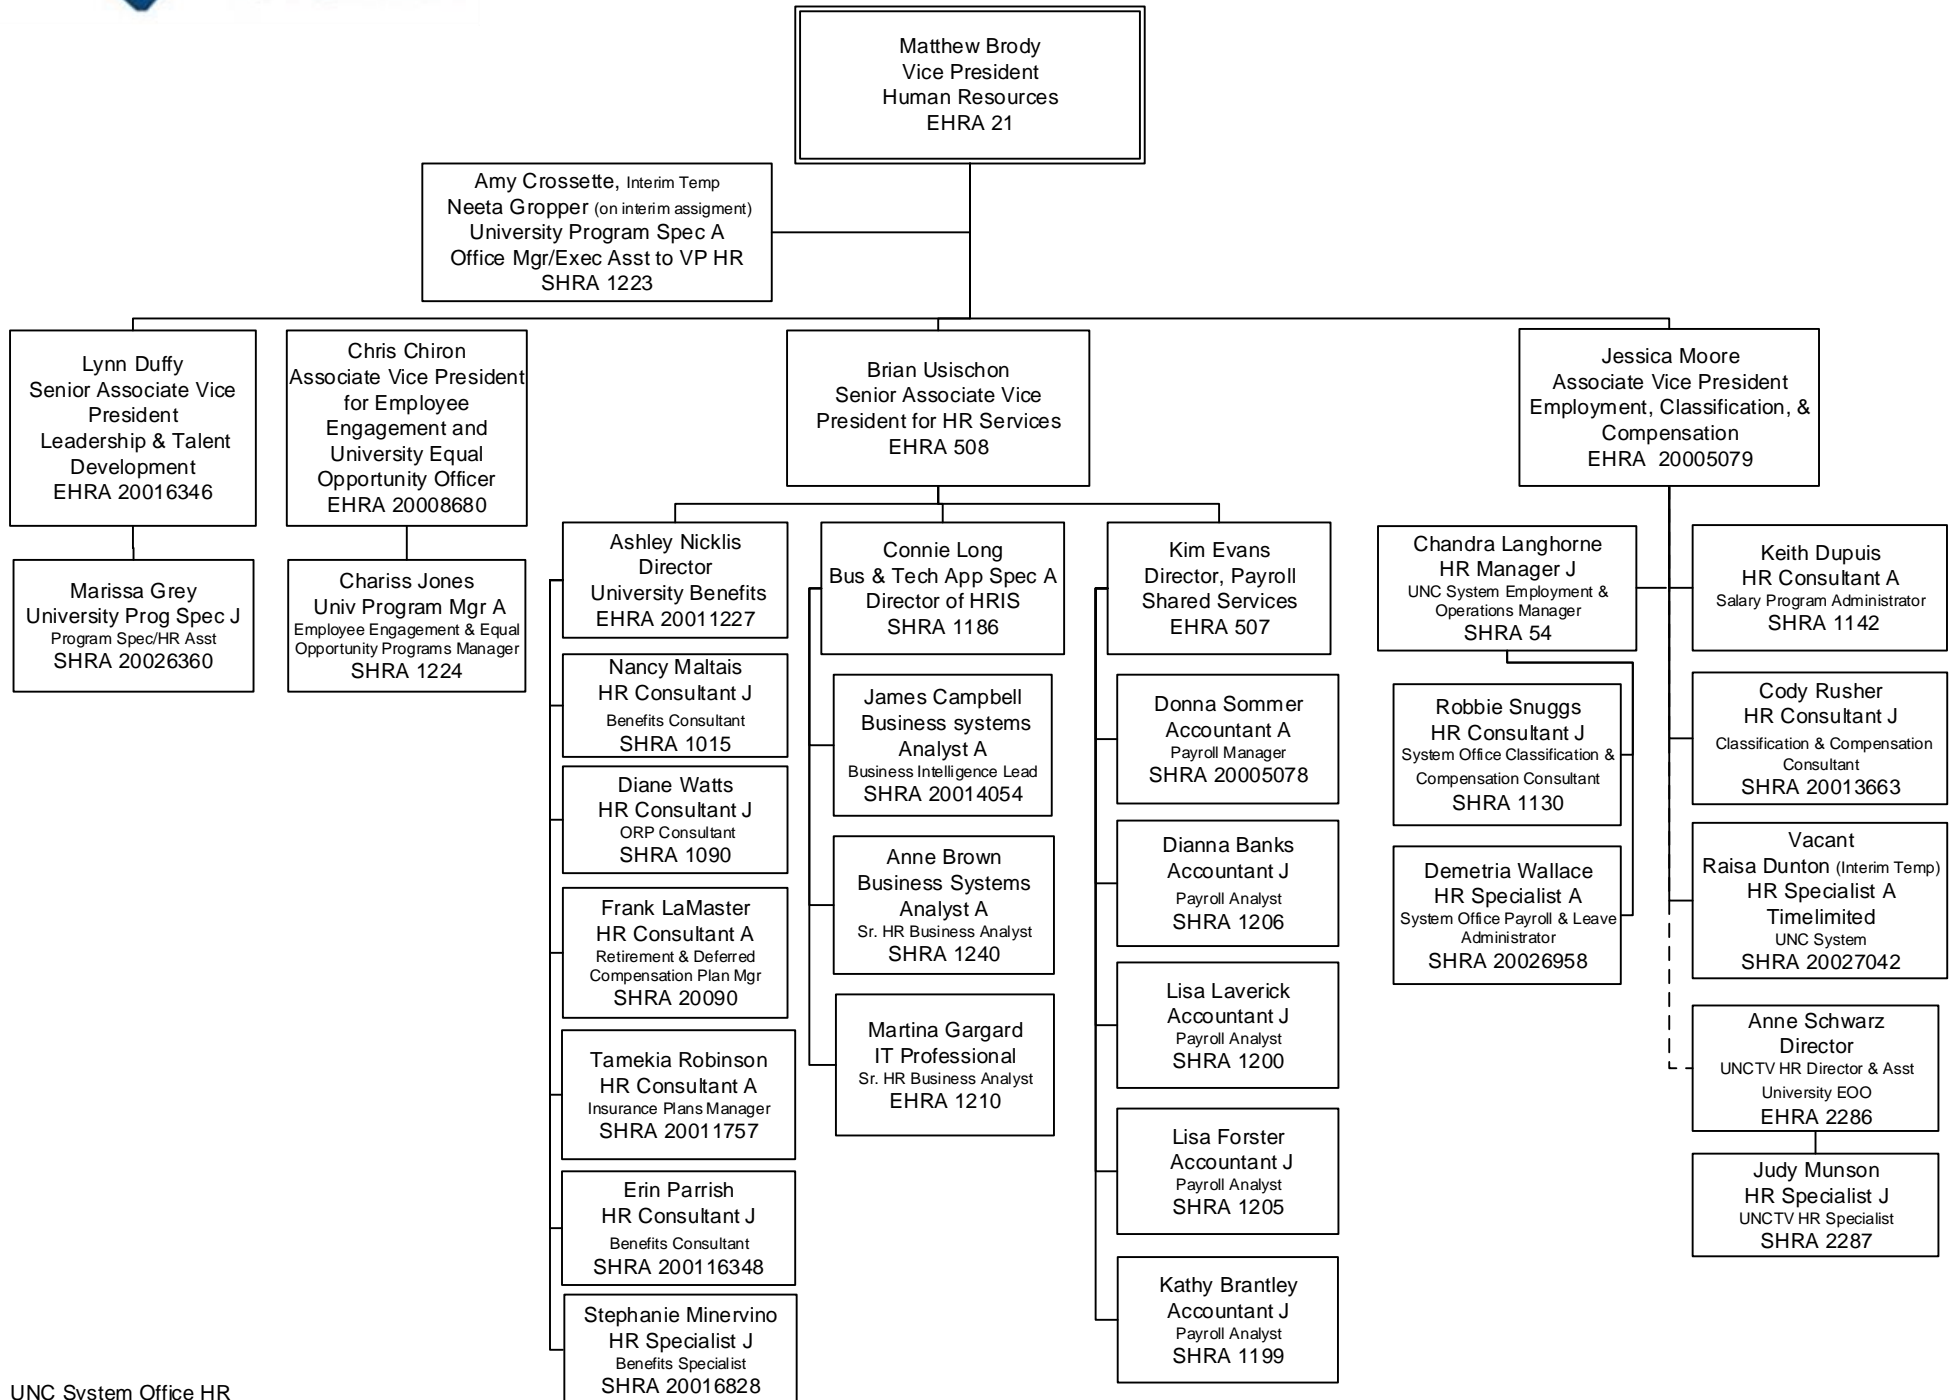 Matthew Brody
Vice President
Human Resources
EHRA 21
Amy Crossette, Interim Temp
Neeta Gropper (on interim assigment)
University Program Spec A
Office Mgr/Exec Asst to VP HR
SHRA 1223
Lynn Duffy
Senior Associate Vice
President
Leadership & Talent
Development
EHRA 20016346
Chris Chiron
Associate Vice President
for Employee
Engagement and
University Equal
Opportunity Officer
EHRA 20008680
Brian Usischon
Senior Associate Vice
President for HR Services
EHRA 508
Jessica Moore
Associate Vice President
Employment, Classification, &
Compensation
EHRA 20005079
Marissa Grey
University Prog Spec J
Program Spec/HR Asst
SHRA 20026360
Chariss Jones
Univ Program Mgr A
Employee Engagement & Equal
Opportunity Programs Manager
SHRA 1224
Ashley Nicklis
Director
University Benefits
EHRA 20011227
Nancy Maltais
HR Consultant J
Benefits Consultant
SHRA 1015
Diane Watts
HR Consultant J
ORP Consultant
SHRA 1090
Frank LaMaster
HR Consultant A
Retirement & Deferred
Compensation Plan Mgr
SHRA 20090
Tamekia Robinson
HR Consultant A
Insurance Plans Manager
SHRA 20011757
Erin Parrish
HR Consultant J
Benefits Consultant
SHRA 200116348
Stephanie Minervino
HR Specialist J
Benefits Specialist
SHRA 20016828
Connie Long
Bus & Tech App Spec A
Director of HRIS
SHRA 1186
James Campbell
Business systems
Analyst A
Business Intelligence Lead
SHRA 20014054
Anne Brown
Business Systems
Analyst A
Sr. HR Business Analyst
SHRA 1240
Martina Gargard
IT Professional
Sr. HR Business Analyst
EHRA 1210
Kim Evans
Director, Payroll
Shared Services
EHRA 507
Donna Sommer
Accountant A
Payroll Manager
SHRA 20005078
Dianna Banks
Accountant J
Payroll Analyst
SHRA 1206
Lisa Laverick
Accountant J
Payroll Analyst
SHRA 1200
Lisa Forster
Accountant J
Payroll Analyst
SHRA 1205
Kathy Brantley
Accountant J
Payroll Analyst
SHRA 1199
Chandra Langhorne
HR Manager J
UNC System Employment &
Operations Manager
SHRA 54
Robbie Snuggs
HR Consultant J
System Office Classification &
Compensation Consultant
SHRA 1130
Demetria Wallace
HR Specialist A
System Office Payroll & Leave
Administrator
SHRA 20026958
Keith Dupuis
HR Consultant A
Salary Program Administrator
SHRA 1142
Cody Rusher
HR Consultant J
Classification & Compensation
Consultant
SHRA 20013663
Vacant
Raisa Dunton (Interim Temp)
HR Specialist A
Timelimited
UNC System
SHRA 20027042
Anne Schwarz
Director
UNCTV HR Director & Asst
University EOO
EHRA 2286
Judy Munson
HR Specialist J
UNCTV HR Specialist
SHRA 2287
UNC System Office HR